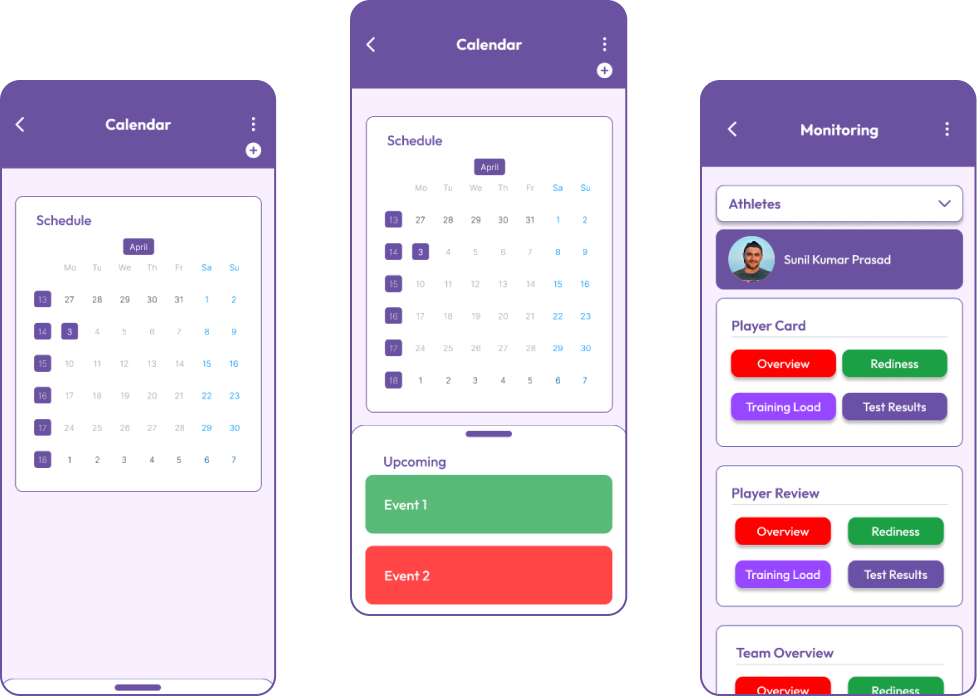 Calendar
Schedule
April
Mo Tu We Th Fr Sa Su
13 27 28 29 30 31 1 2
14 3 4 5 6 7 8 9
15 10 11 12 13 14 15 16
16 17 18 19 20 21 22 23
17 24 25 26 27 28 29 30
18 1 2 3 4 5 6 7
Calendar
Schedule
April
Mo Tu We Th Fr Sa Su
13 27 28 29 30 31 1 2
14 3 4 5 6 7 8 9
15 10 11 12 13 14 15 16
16 17 18 19 20 21 22 23
17 24 25 26 27 28 29 30
18 1 2 3 4 5 6 7
Upcoming
Event 1
Event 2
Monitoring
Athletes
Sunil Kumar Prasad
Player Card
Overview Rediness
Training Load Test Results
Player Review
Overview Rediness
Training Load Test Results
Team Overview
Overview Rediness